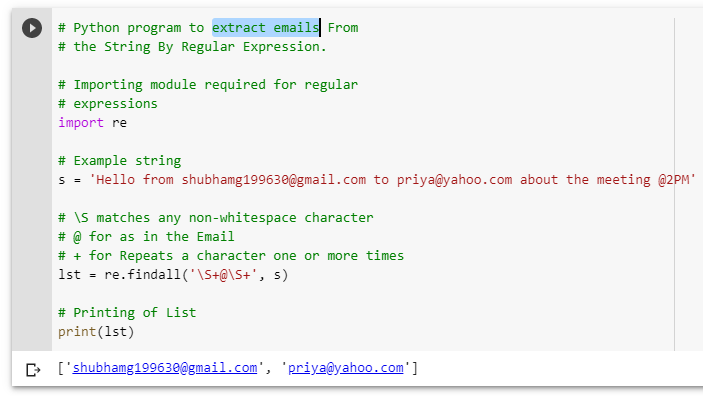 # Python program to extract emails From
# the String By Regular Expression.
# Importing module required for regular
# expressions
import re
# Example string
s = 'Hello from shubhamg199630@gmail.com to priya@yahoo.com about the meeting @2PM'
# \S matches any non-whitespace character
# @ for as in the Email
# + for Repeats a character one or more times
lst = re.findall('\S+@\S+', s)
# Printing of List
print(lst)
['shubhamg199630@gmail.com', 'priya@yahoo.com']